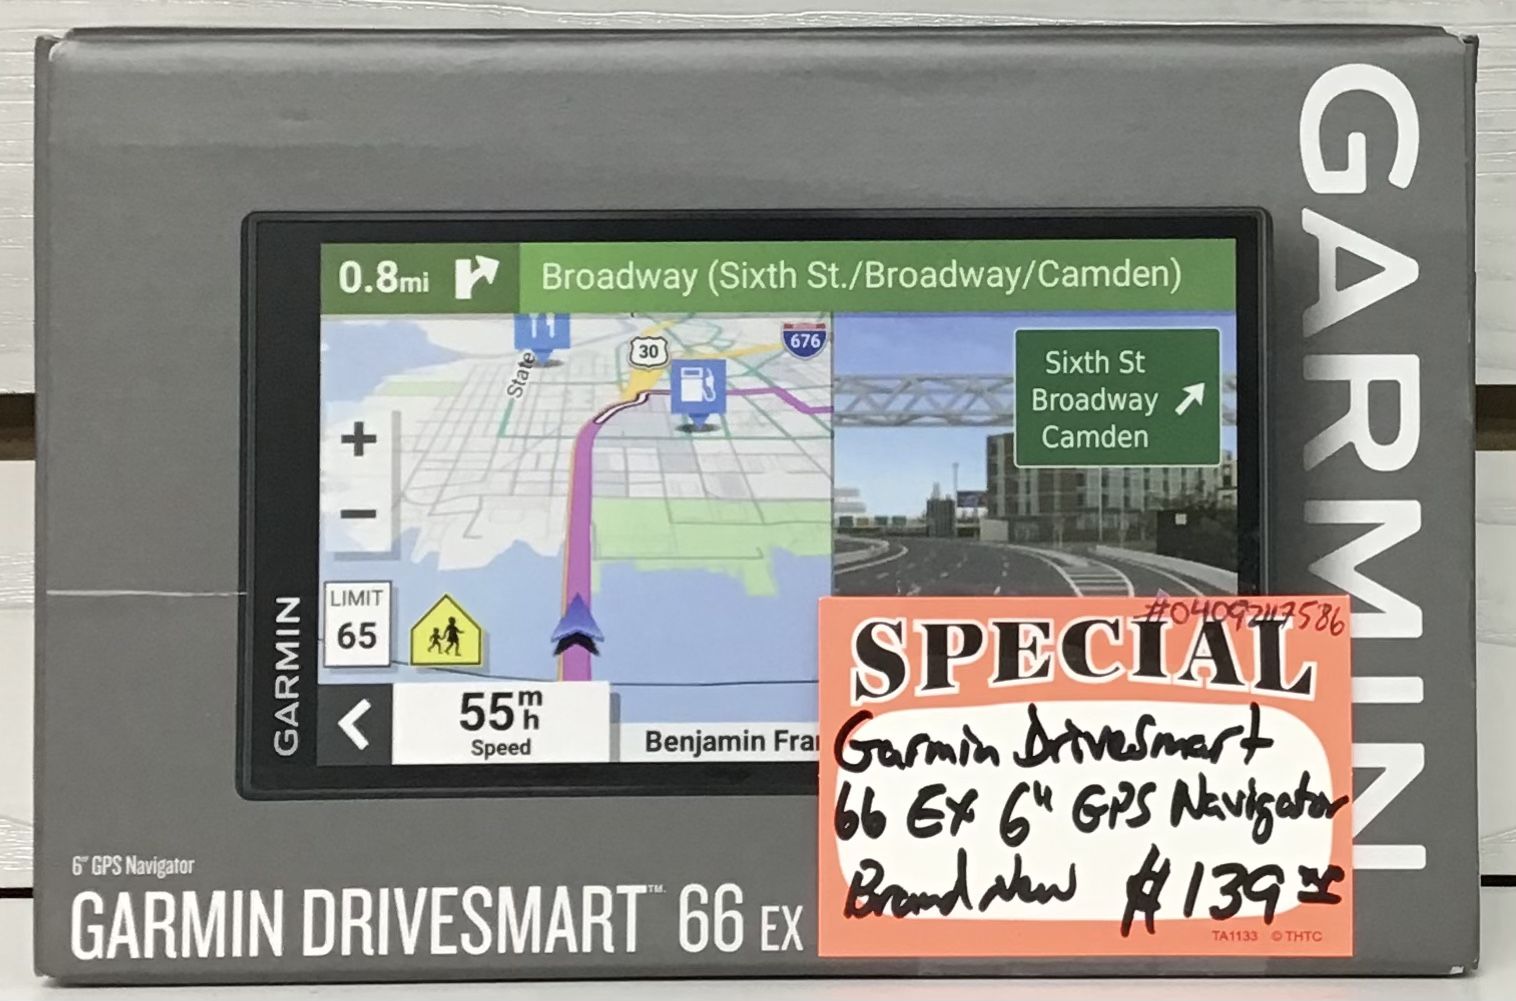 GARMIN
0.8mi
Broadway (Sixth St./Broadway/Camden)
State
30
676
Sixth St
Broadway
Camden
+
−
LIMIT
65
GARMIN
55 mh
Speed
Benjamin Fra
SPECIAL
Garmin DriveSmart
66 EX 6" GPS Navigator
Brand New $139
TA1133 © THTC
6" GPS Navigator
GARMIN DRIVESMART™ 66 EX